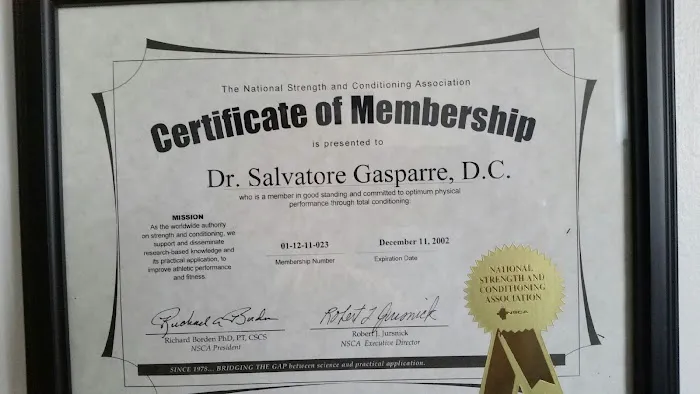 The National Strength and Conditioning Association
Certificate of Membership
is presented to
Dr. Salvatore Gasparre, D.C.
who is a member in good standing and committed to optimum physical
performance through total conditioning.
MISSION
As the worldwide authority
on strength and conditioning, we
support and disseminate
research-based knowledge and
its practical application, to
improve athletic performance
and fitness.
01-12-11-023
Membership Number
December 11, 2002
Expiration Date
Richard Borden PhD, PT, CSCS
NSCA President
Robert L Jursnick
Robert J. Jursnick
NSCA Executive Director
NATIONAL
STRENGTH AND
CONDITIONING
ASSOCIATION
SINCE 1978... BRIDGING THE GAP between science and practical application.